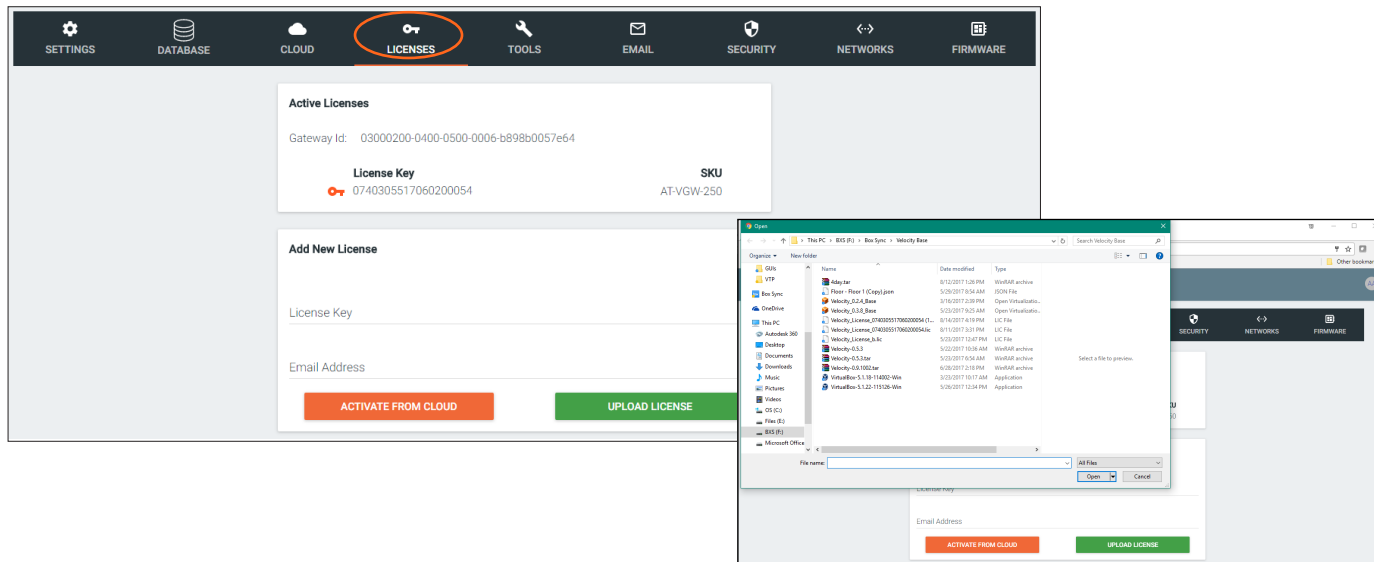 SETTINGS DATABASE CLOUD LICENSES TOOLS EMAIL SECURITY NETWORKS FIRMWARE
Active Licenses
Gateway Id: 03000200-0400-0500-0006-b898b0057e64
License Key SKU
0740305517060200054 AT-VGW-250
Add New License
License Key
Email Address
ACTIVATE FROM CLOUD UPLOAD LICENSE
Open
This PC > BXS (F:) > Box Sync > Velocity Base Search Velocity Base
Organize New folder
Other bookmar
GUIs Name Date modified Type
VTP 4day.tar 8/12/2017 1:26 PM WinRAR archive
Floor - Floor 1 (Copy).json 5/29/2017 8:54 AM JSON File
Box Sync Velocity_0.2.4_Base 3/16/2017 2:39 PM Open Virtualizatio...
OneDrive Velocity_0.3.8_Base 5/23/2017 9:25 AM Open Virtualizatio...
This PC Velocity_License_0740305517060200054 (1... 8/14/2017 4:19 PM LIC File
Autodesk 360 Velocity_License_0740305517060200054.lic 8/11/2017 3:31 PM LIC File
Desktop Velocity_License_b.lic 5/23/2017 12:47 PM LIC File
Documents Velocity-0.5.3 5/22/2017 10:36 AM WinRAR archive
Velocity-0.5.3.tar 5/23/2017 6:54 AM WinRAR archive Select a file to preview.
Downloads Velocity-0.9.1002.tar 6/28/2017 2:18 PM WinRAR archive
Music VirtualBox-5.1.18-114002-Win 3/23/2017 10:17 AM Application
Pictures VirtualBox-5.1.22-115126-Win 5/26/2017 12:34 PM Application
Videos
OS (C:)
Files (E:)
BXS (F:)
Microsoft Office
File name: All Files
Open Cancel
SECURITY NETWORKS FIRMWARE
License Key
Email Address
ACTIVATE FROM CLOUD UPLOAD LICENSE